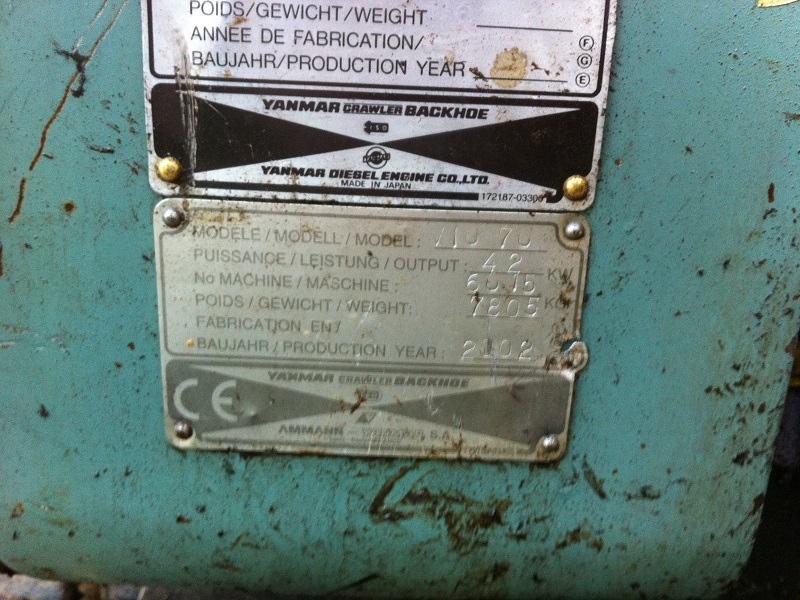 POIDS/GEWICHT/WEIGHT
ANNEE DE FABRICATION/
BAUJAHR/PRODUCTION YEAR
F
G
E
YANMAR CRAWLER BACKHOE
YANMAR DIESEL ENGINE CO.,LTD.
MADE IN JAPAN
MODELE / MODELL / MODEL : 70
PUISSANCE / LEISTUNG / OUTPUT : 42 KW
No MACHINE / MASCHINE :
POIDS / GEWICHT / WEIGHT: 7805 KG
FABRICATION EN /
BAUJAHR / PRODUCTION YEAR : 2002
CE
YANMAR CRAWLER BACKHOE
AMMANN - S.A.